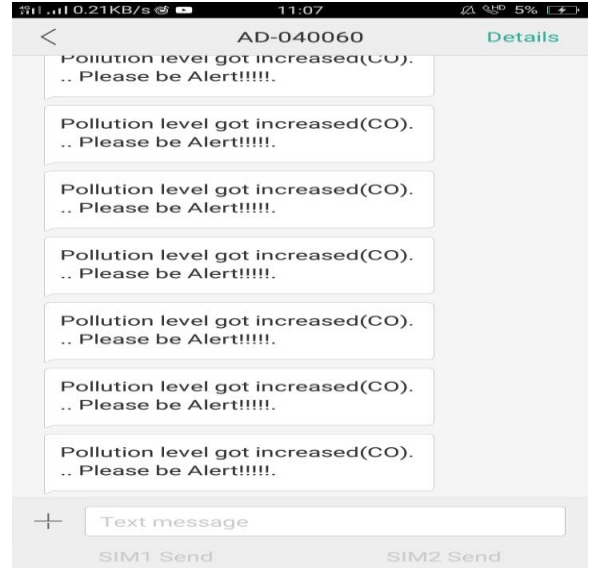 0.21KB/s 11:07 HD 5%
AD-040060 Details
Pollution level got increased(CO).
.. Please be Alert!!!!!.
Pollution level got increased(CO).
.. Please be Alert!!!!!.
Pollution level got increased(CO).
.. Please be Alert!!!!!.
Pollution level got increased(CO).
.. Please be Alert!!!!!.
Pollution level got increased(CO).
.. Please be Alert!!!!!.
Pollution level got increased(CO).
.. Please be Alert!!!!!.
Pollution level got increased(CO).
.. Please be Alert!!!!!.
Text message
SIM1 Send SIM2 Send